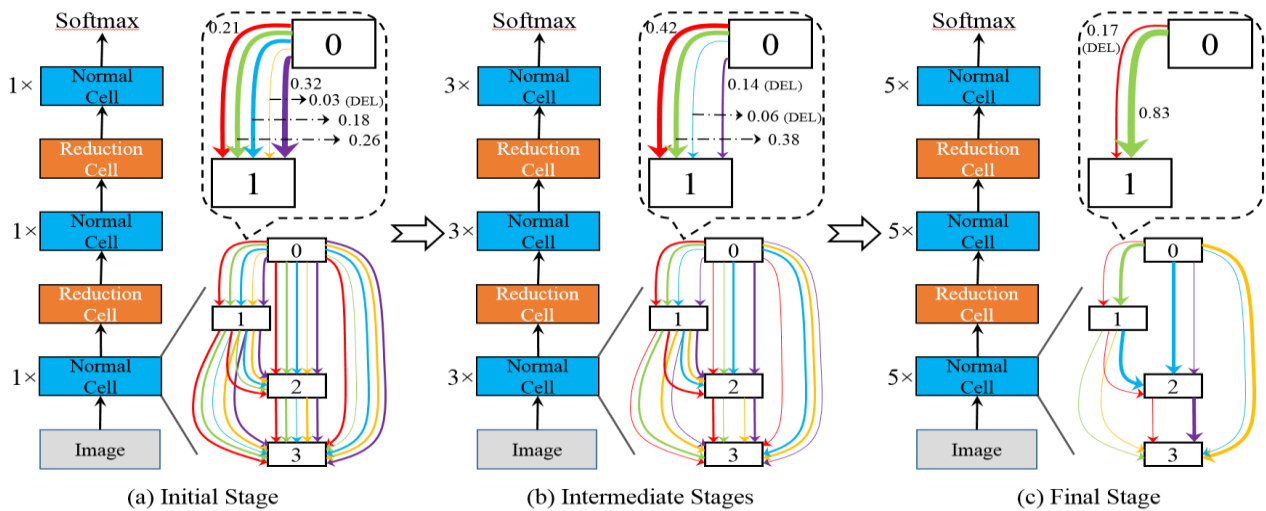 Softmax
1×
Normal
Cell
Reduction
Cell
1×
Normal
Cell
Reduction
Cell
1×
Normal
Cell
Image
0.21
0
0.32
0.03 (DEL)
0.18
0.26
1
0
1
2
3
(a) Initial Stage
Softmax
3×
Normal
Cell
Reduction
Cell
3×
Normal
Cell
Reduction
Cell
3×
Normal
Cell
Image
0.42
0
0.14 (DEL)
0.06 (DEL)
0.38
1
0
1
2
3
(b) Intermediate Stages
Softmax
5×
Normal
Cell
Reduction
Cell
5×
Normal
Cell
Reduction
Cell
5×
Normal
Cell
Image
0.17
(DEL)
0
0.83
1
0
1
2
3
(c) Final Stage